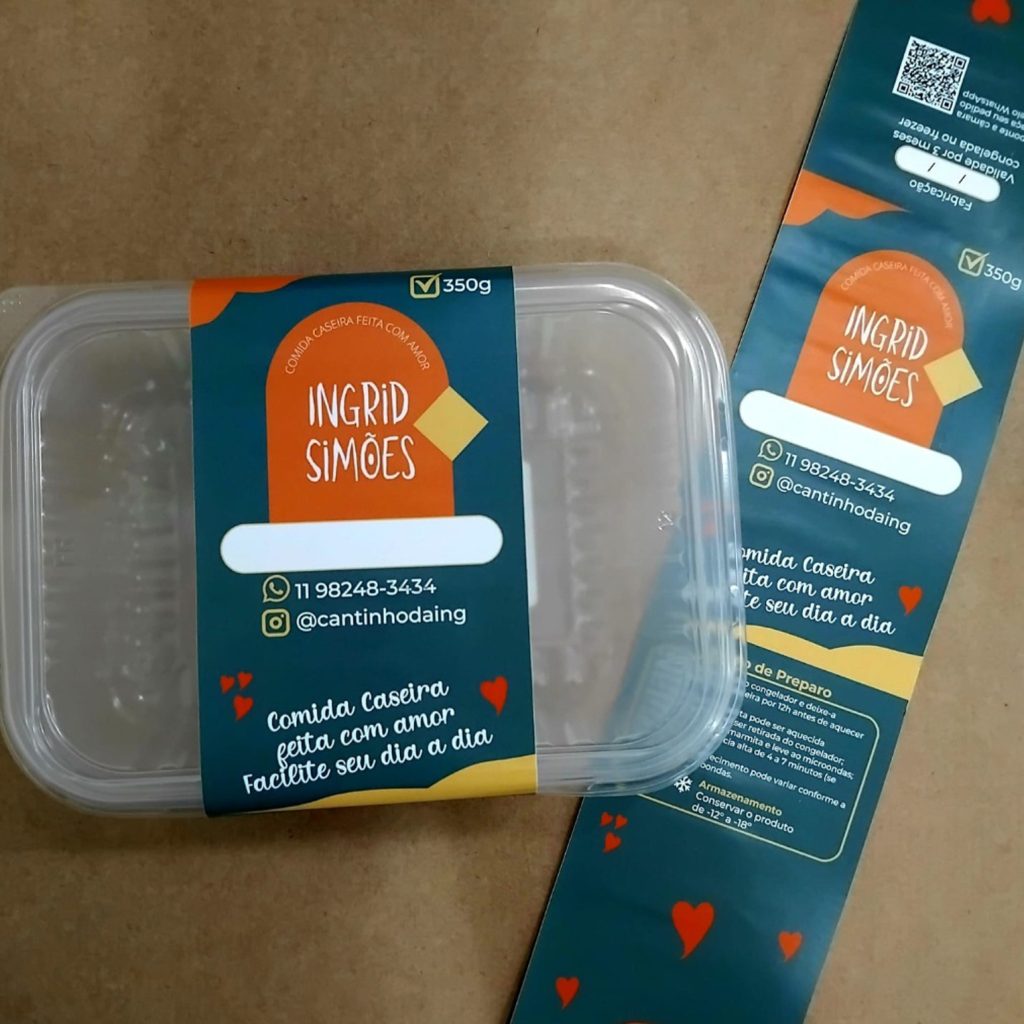 350g
COMIDA CASEIRA FEITA COM AMOR
INGRID
SIMÕES
11 98248-3434
@cantinhodaing
Comida Caseira
feita com amor
Facilite seu dia a dia
a câmara
seu pedido
WhatsApp
Validade por 3 meses
congelada no freezer
/ /
Fabricação
350g
COMIDA CASEIRA FEITA COM AMOR
INGRID
SIMÕES
11 98248-3434
@cantinhodaing
Caseira
com amor
seu dia a dia
de Preparo
congelador e deixe-a
por 12h antes de aquecer
pode ser aquecida
ser retirada do congelador;
marmita e leve ao microondas;
alta de 4 a 7 minutos (se
pode variar conforme a
Armazenamento
Conservar o produto
de -12° a -18°